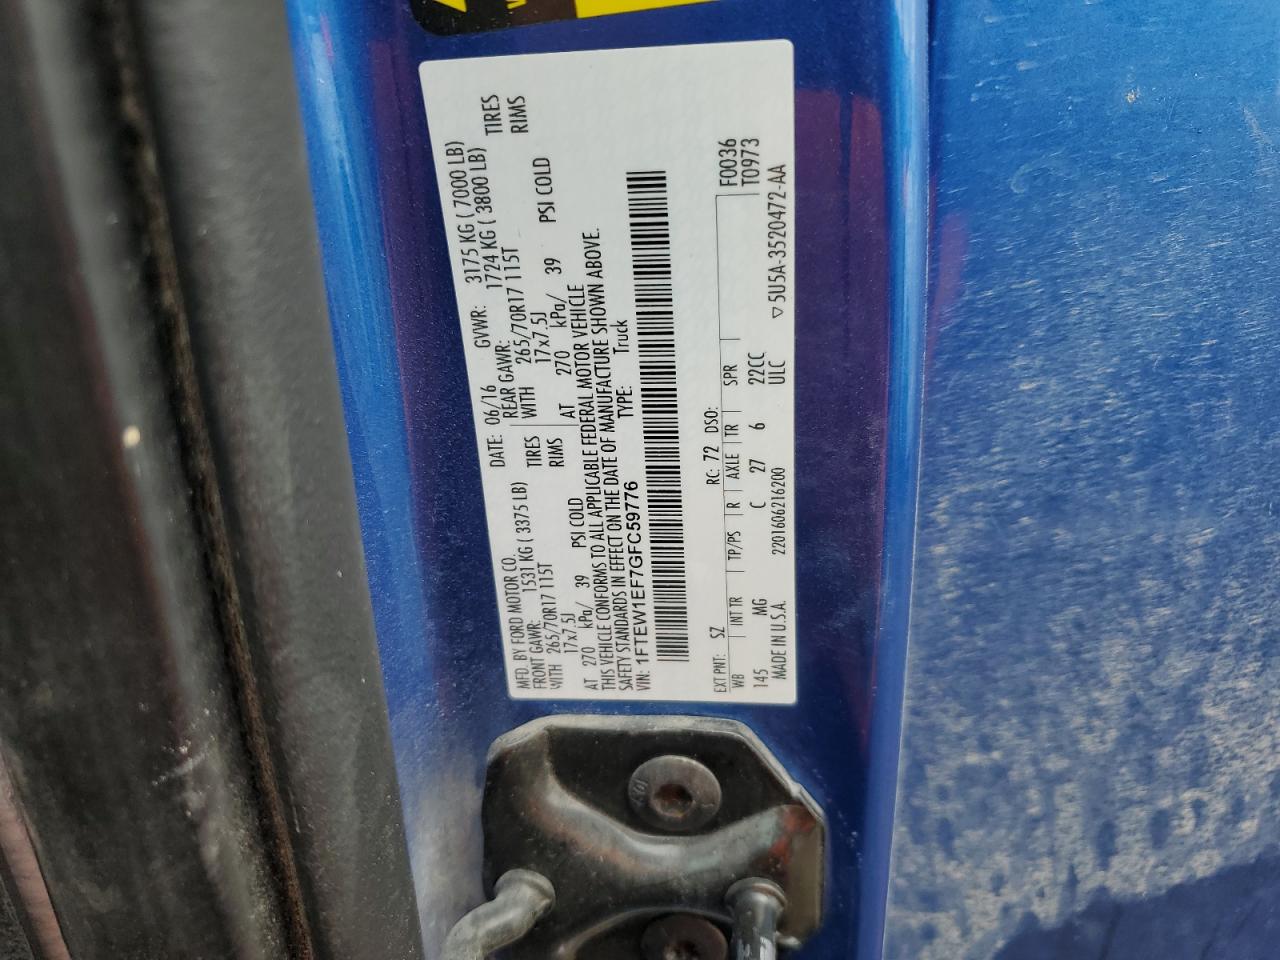 MFD. BY FORD MOTOR CO.
DATE: 06/16 GVWR: 3175 KG ( 7000 LB)
FRONT GAWR: 1531 KG ( 3375 LB)
REAR GAWR: 1724 KG ( 3800 LB)
WITH 265/70R17 115T TIRES
WITH 265/70R17 115T TIRES
17x7.5J RIMS
17x7.5J RIMS
AT 270 kPa/ 39 PSI COLD
AT 270 kPa/ 39 PSI COLD
THIS VEHICLE CONFORMS TO ALL APPLICABLE FEDERAL MOTOR VEHICLE
SAFETY STANDARDS IN EFFECT ON THE DATE OF MANUFACTURE SHOWN ABOVE.
VIN: 1FTEW1EF7GFC59776 TYPE: Truck
EXT PNT: SZ RC: 72 DSO: F0036
WB INT TR TP/PS R AXLE TR SPR T0973
145 MG C 27 6 22CC
MADE IN U.S.A. 2201606216200 ULC ▽5U5A-3520472-AA